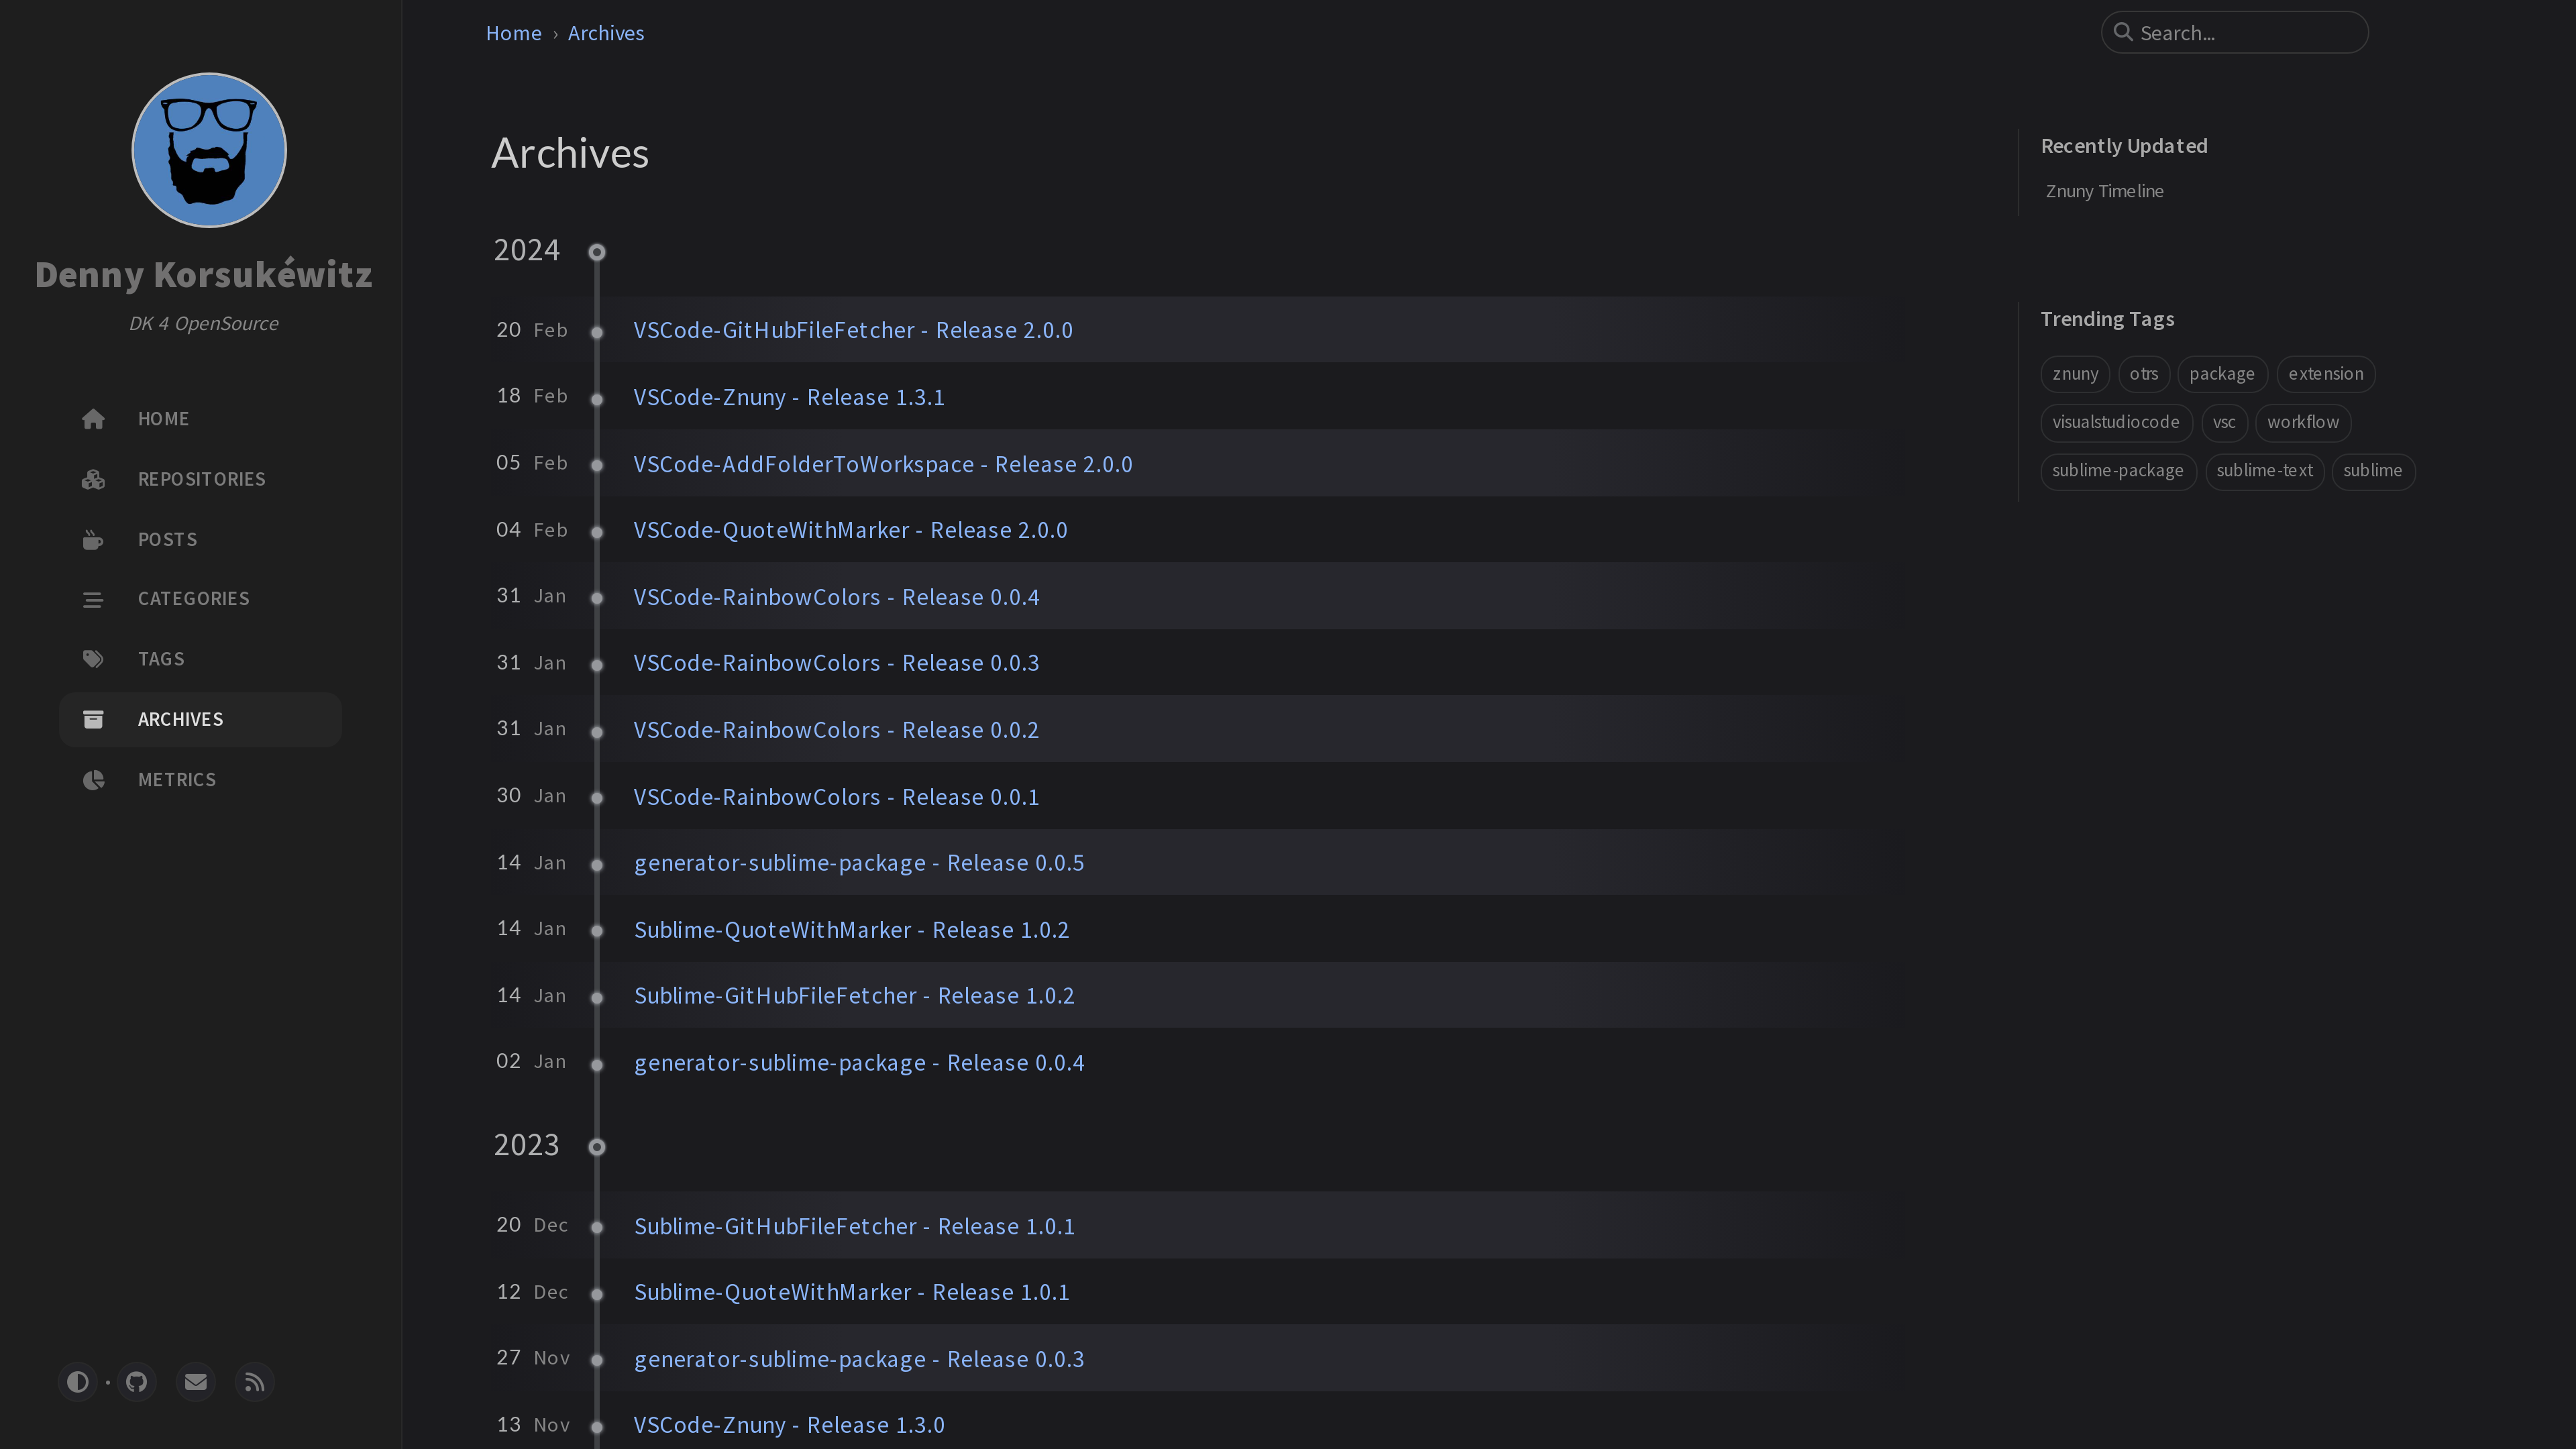 Denny Korsukéwitz
DK 4 OpenSource
HOME
REPOSITORIES
POSTS
CATEGORIES
TAGS
ARCHIVES
METRICS
Home › Archives
Search...
Archives
2024
20 Feb VSCode-GitHubFileFetcher - Release 2.0.0
18 Feb VSCode-Znuny - Release 1.3.1
05 Feb VSCode-AddFolderToWorkspace - Release 2.0.0
04 Feb VSCode-QuoteWithMarker - Release 2.0.0
31 Jan VSCode-RainbowColors - Release 0.0.4
31 Jan VSCode-RainbowColors - Release 0.0.3
31 Jan VSCode-RainbowColors - Release 0.0.2
30 Jan VSCode-RainbowColors - Release 0.0.1
14 Jan generator-sublime-package - Release 0.0.5
14 Jan Sublime-QuoteWithMarker - Release 1.0.2
14 Jan Sublime-GitHubFileFetcher - Release 1.0.2
02 Jan generator-sublime-package - Release 0.0.4
2023
20 Dec Sublime-GitHubFileFetcher - Release 1.0.1
12 Dec Sublime-QuoteWithMarker - Release 1.0.1
27 Nov generator-sublime-package - Release 0.0.3
13 Nov VSCode-Znuny - Release 1.3.0
Recently Updated
Znuny Timeline
Trending Tags
znuny otrs package extension
visualstudiocode vsc workflow
sublime-package sublime-text sublime